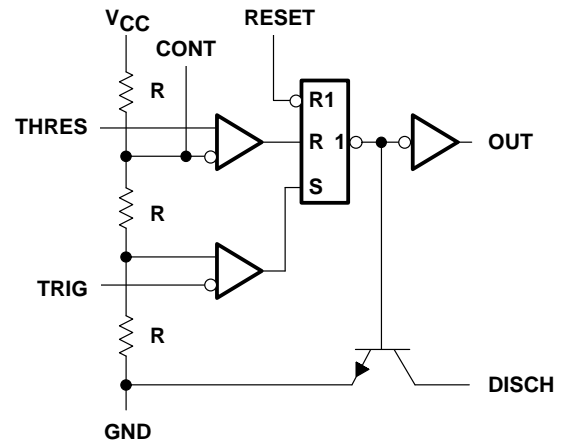 VCC
RESET
CONT
R
R1
THRES
R 1
OUT
S
R
TRIG
R
DISCH
GND